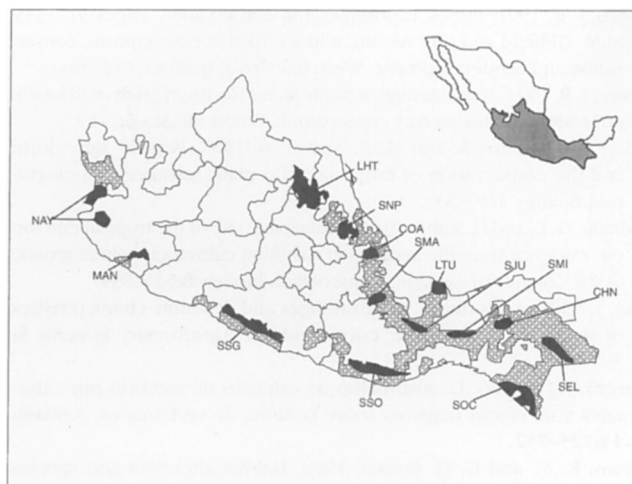 LHT
SNP
NAY
COA
SMA
MAN
LTU
SJU
SMI
CHN
SSG
SSO
SOC
SEL